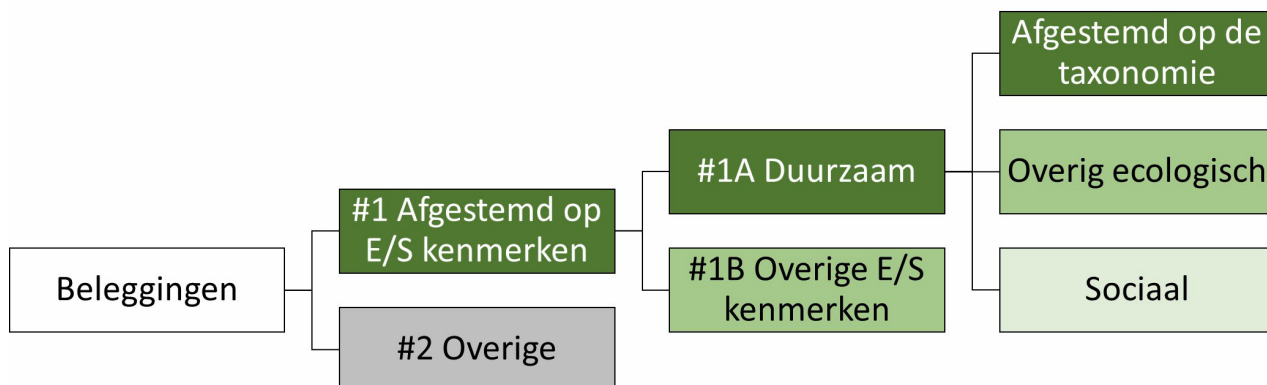 Afgestemd op de
taxonomie
#1A Duurzaam
Overig ecologisch
#1 Afgestemd op
E/S kenmerken
#1B Overige E/S
kenmerken
Sociaal
Beleggingen
#2 Overige